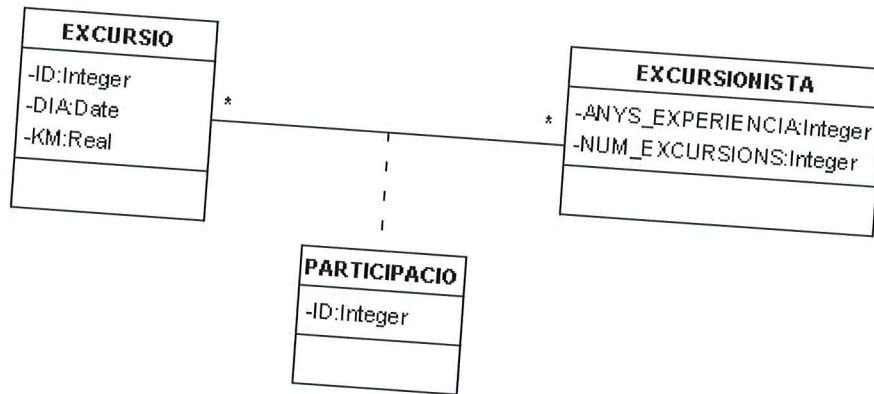 EXCURSIO
-ID:Integer
-DIA:Date
-KM:Real
*
*
EXCURSIONISTA
-ANYS_EXPERIENCIA:Integer
-NUM_EXCURSIONS:Integer
PARTICIPACIO
-ID:Integer